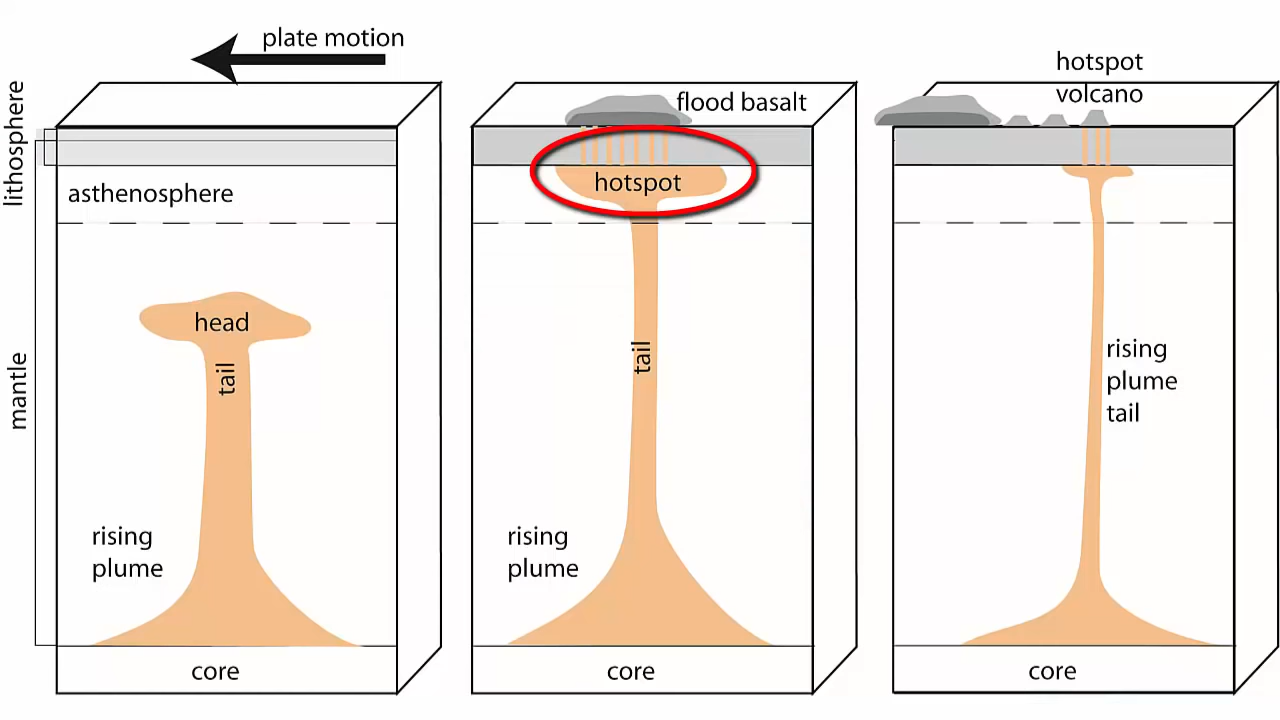 plate motion
lithosphere
asthenosphere
mantle
head
tail
rising
plume
core
flood basalt
hotspot
tail
rising
plume
core
hotspot
volcano
rising
plume
tail
core